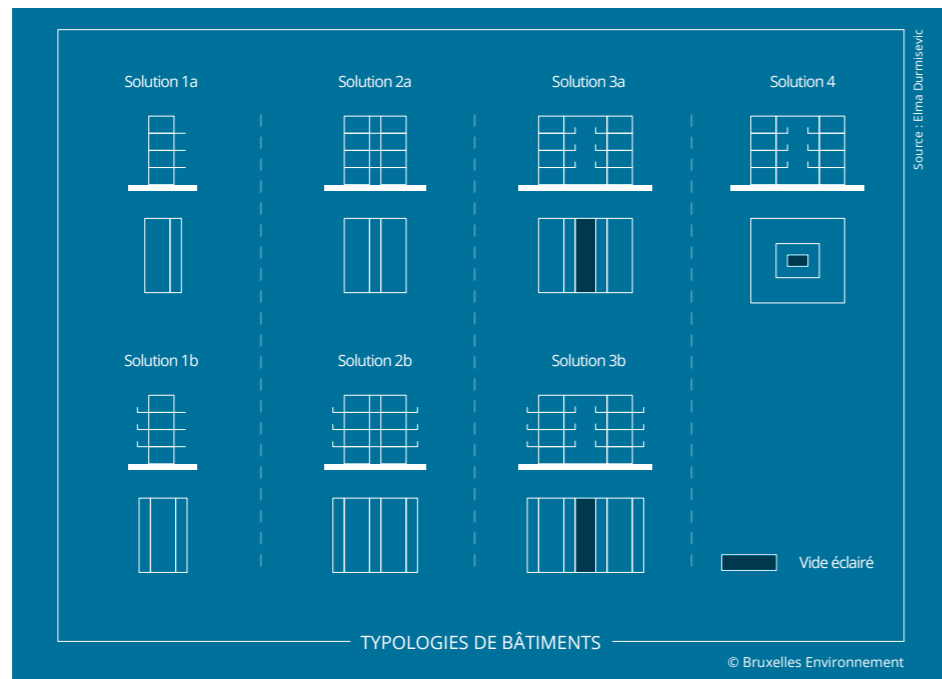 Solution 1a
Solution 2a
Solution 3a
Solution 4
Source : Elma Durmisevic
Solution 1b
Solution 2b
Solution 3b
Vide éclairé
TYPOLOGIES DE BÂTIMENTS
© Bruxelles Environnement